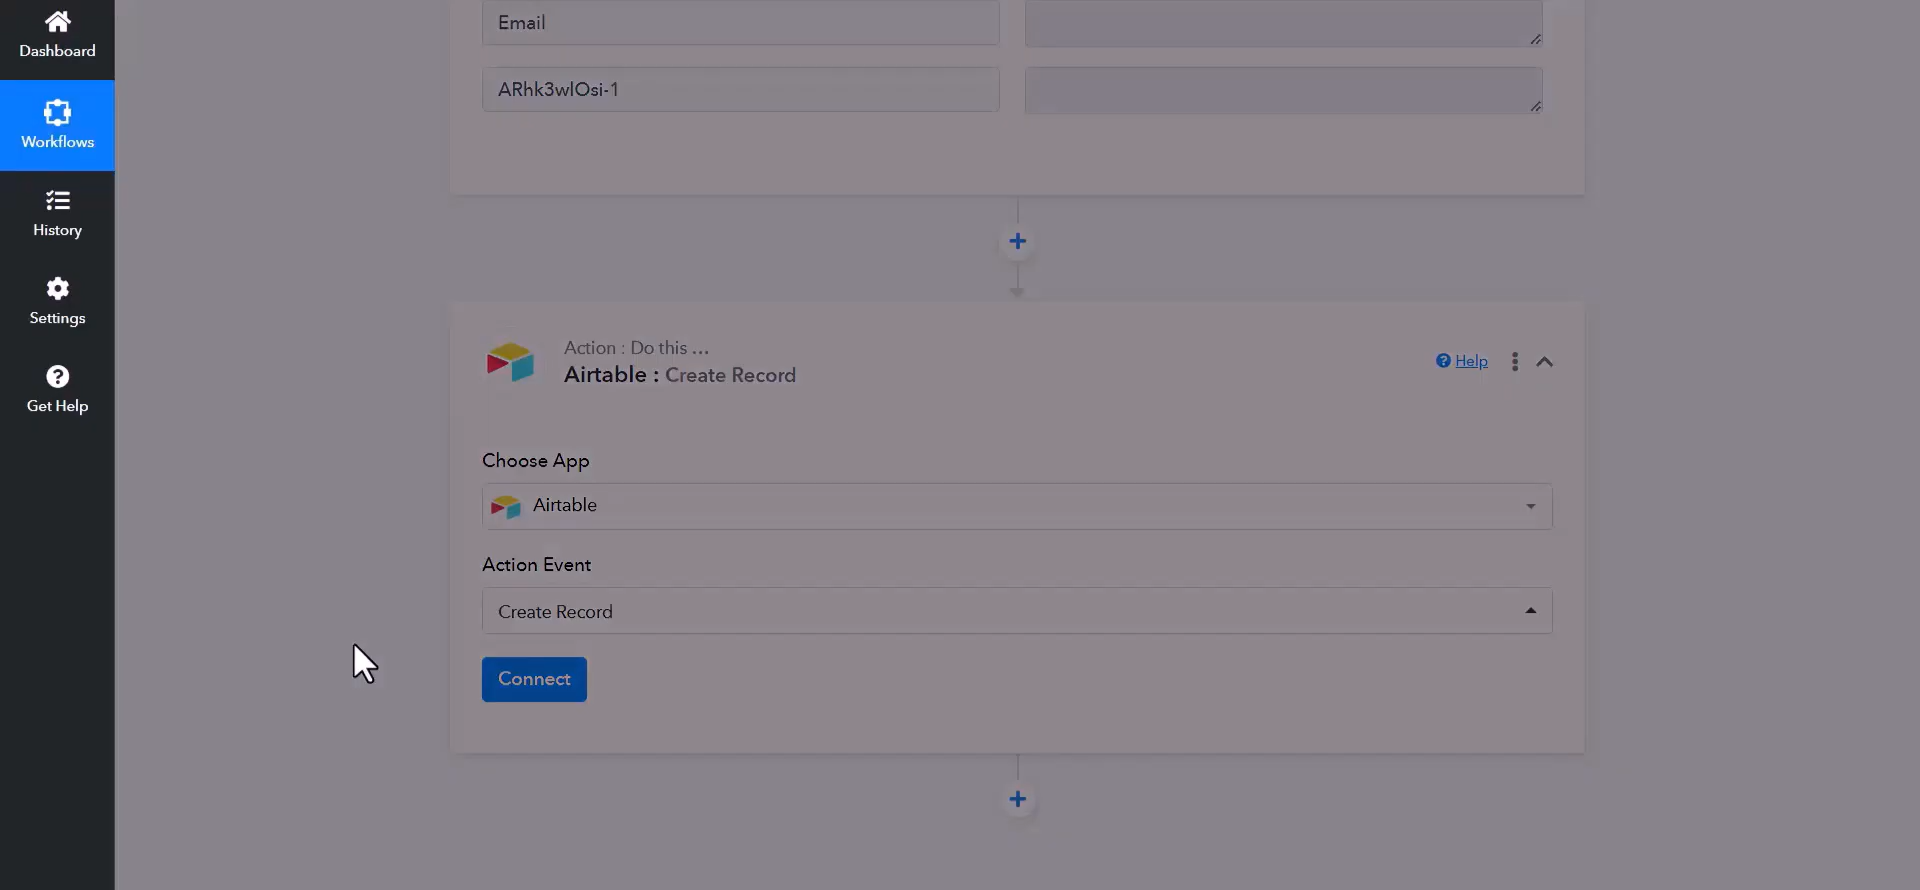 Dashboard
Workflows
History
Settings
Get Help
Email
ARhk3wlOsi-1
Action : Do this ...
Airtable : Create Record
Help
Choose App
Airtable
Action Event
Create Record
Connect